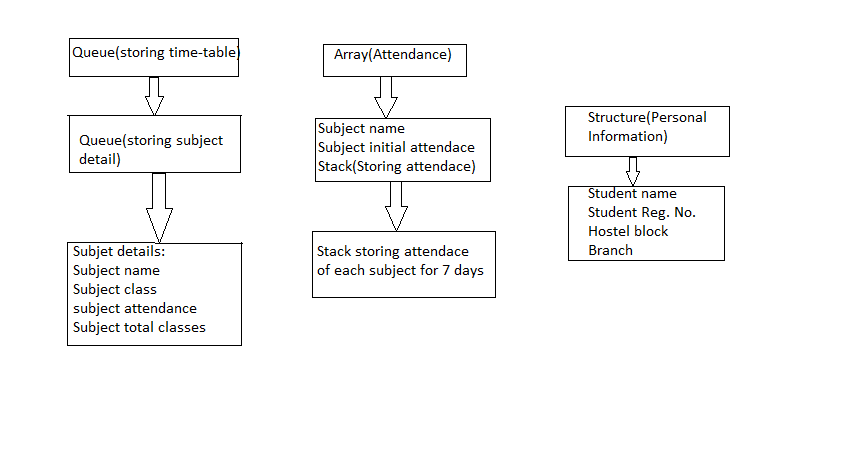 Queue(storing time-table)
Queue(storing subject
detail)
Subjet details:
Subject name
Subject class
subject attendance
Subject total classes
Array(Attendance)
Subject name
Subject initial attendace
Stack(Storing attendace)
Stack storing attendace
of each subject for 7 days
Structure(Personal
Information)
Student name
Student Reg. No.
Hostel block
Branch